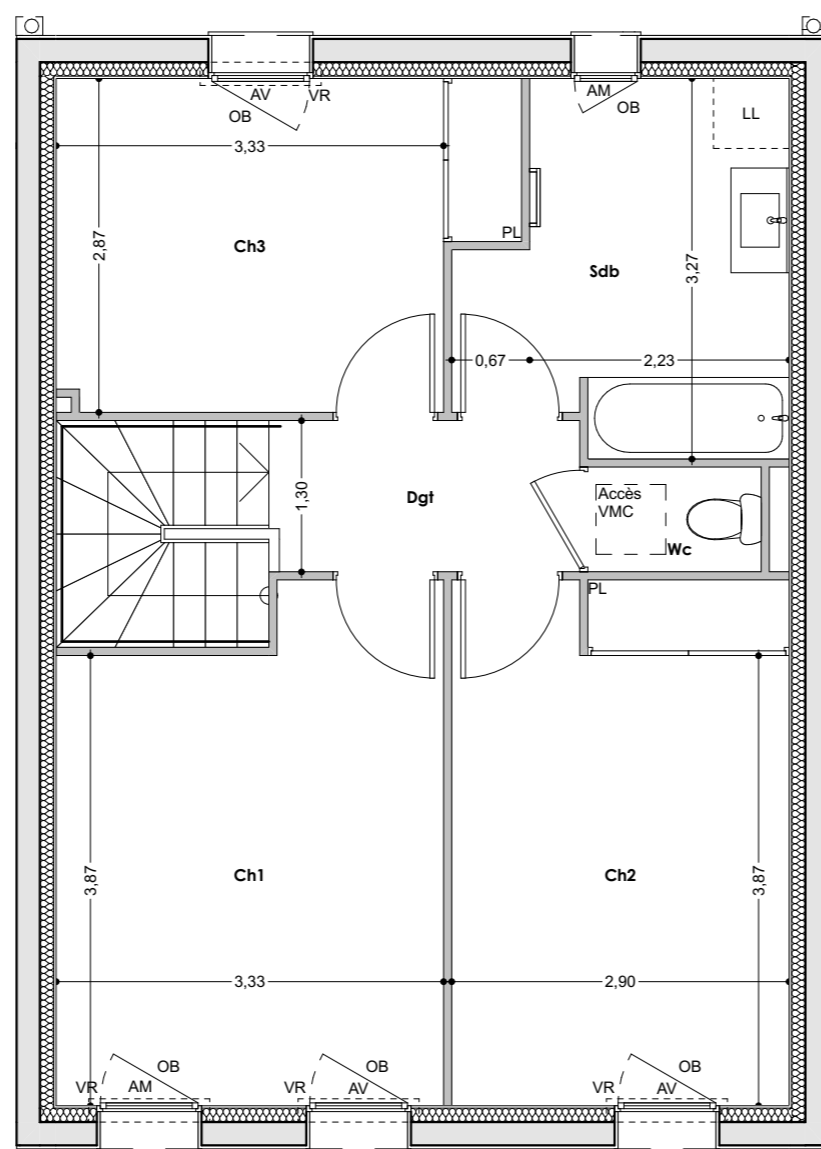 AV
VR
OB
AM
OB
LL
3,33
PL
2,87
Ch3
Sdb
3,27
0,67
2,23
1,30
Dgt
Accès
VMC
Wc
PL
3,87
Ch1
Ch2
3,87
3,33
2,90
OB
VR
AM
OB
VR
AV
OB
VR
AV